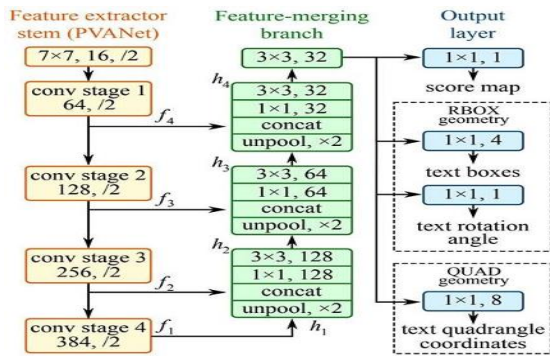 Feature extractor
stem (PVANet)
7×7, 16, /2
conv stage 1
64, /2
f4
conv stage 2
128, /2
f3
conv stage 3
256, /2
f2
conv stage 4
384, /2
f1
Feature-merging
branch
3×3, 32
h4
3×3, 32
1×1, 32
concat
unpool, ×2
h3
3×3, 64
1×1, 64
concat
unpool, ×2
h2
3×3, 128
1×1, 128
concat
unpool, ×2
h1
Output
layer
1×1, 1
score map
RBOX
geometry
1×1, 4
text boxes
1×1, 1
text rotation
angle
QUAD
geometry
1×1, 8
text quadrangle
coordinates